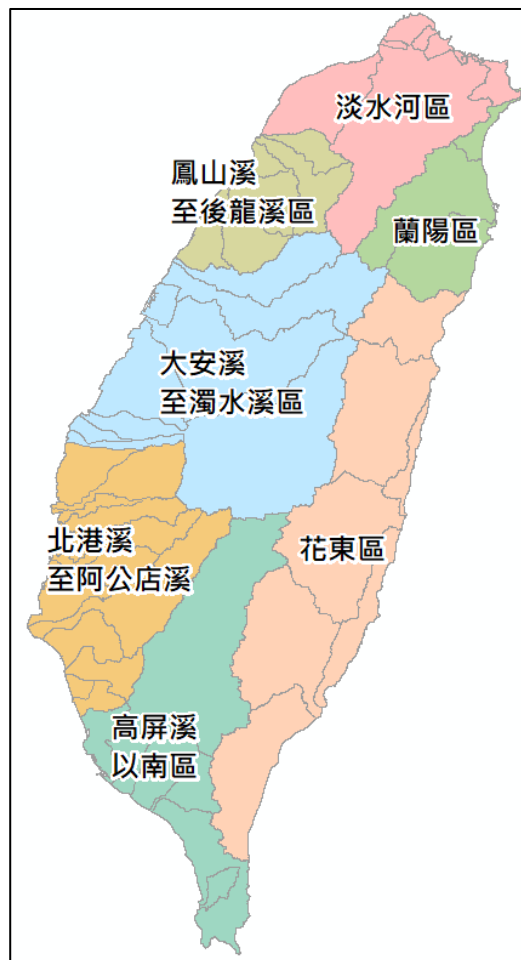 淡水河區
鳳山溪
至後龍溪區
蘭陽區
大安溪
至濁水溪區
北港溪
至阿公店溪
花東區
高屏溪
以南區